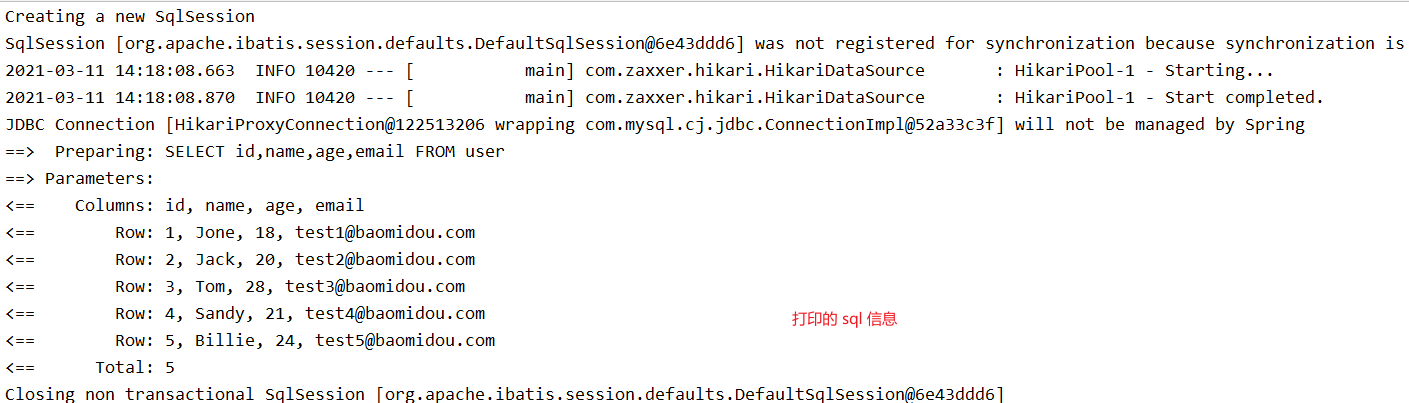 Creating a new SqlSession
SqlSession [org.apache.ibatis.session.defaults.DefaultSqlSession@6e43ddd6] was not registered for synchronization because synchronization is
2021-03-11 14:18:08.663  INFO 10420 --- [           main] com.zaxxer.hikari.HikariDataSource       : HikariPool-1 - Starting...
2021-03-11 14:18:08.870  INFO 10420 --- [           main] com.zaxxer.hikari.HikariDataSource       : HikariPool-1 - Start completed.
JDBC Connection [HikariProxyConnection@122513206 wrapping com.mysql.cj.jdbc.ConnectionImpl@52a33c3f] will not be managed by Spring
==>  Preparing: SELECT id,name,age,email FROM user
==> Parameters:
<==    Columns: id, name, age, email
<==        Row: 1, Jone, 18, test1@baomidou.com
<==        Row: 2, Jack, 20, test2@baomidou.com
<==        Row: 3, Tom, 28, test3@baomidou.com
<==        Row: 4, Sandy, 21, test4@baomidou.com
打印的 sql 信息
<==        Row: 5, Billie, 24, test5@baomidou.com
<==      Total: 5
Closing non transactional SqlSession [org.apache.ibatis.session.defaults.DefaultSqlSession@6e43ddd6]